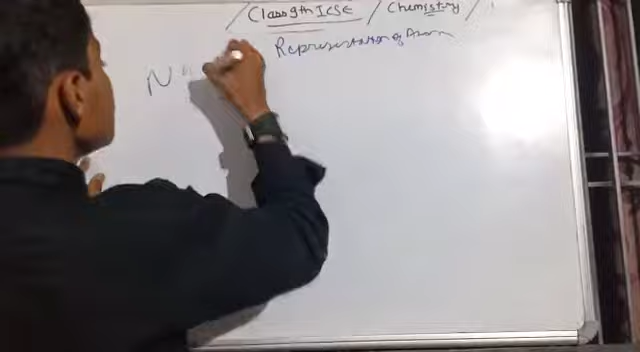 / Class 9th ICSE / Chemistry /
Representation of Atom
N